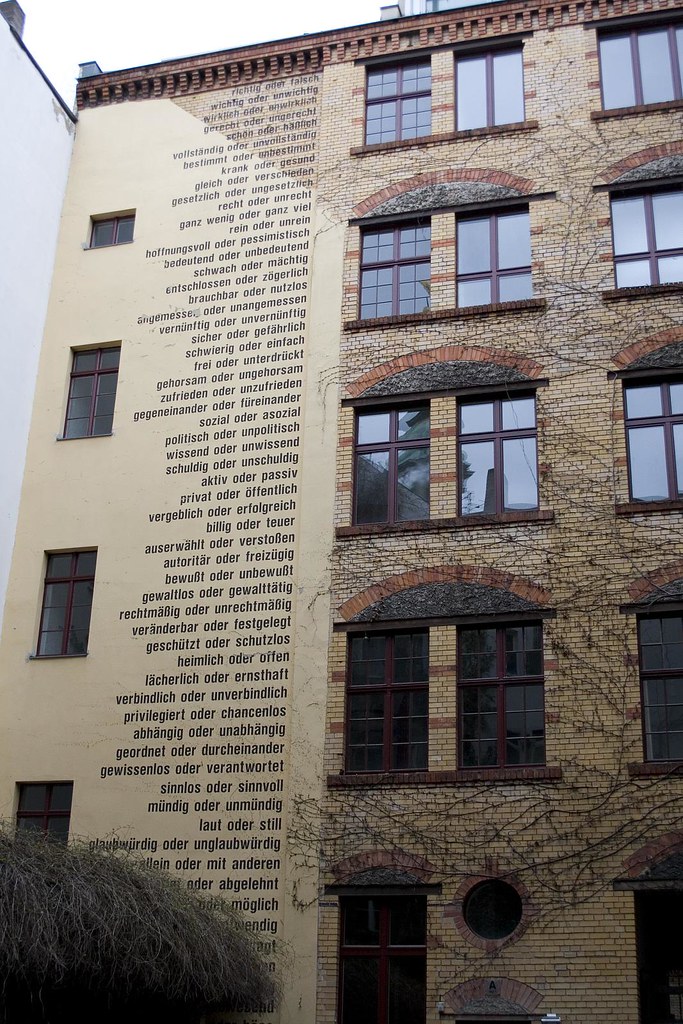 richtig oder falsch
wichtig oder unwichtig
wirklich oder unwirklich
gerecht oder ungerecht
schön oder häßlich
vollständig oder unvollständig
bestimmt oder unbestimmt
krank oder gesund
gleich oder verschieden
gesetzlich oder ungesetzlich
recht oder unrecht
ganz wenig oder ganz viel
rein oder unrein
hoffnungsvoll oder pessimistisch
bedeutend oder unbedeutend
schwach oder mächtig
entschlossen oder zögerlich
brauchbar oder nutzlos
angemessen oder unangemessen
vernünftig oder unvernünftig
sicher oder gefährlich
schwierig oder einfach
frei oder unterdrückt
gehorsam oder ungehorsam
zufrieden oder unzufrieden
gegeneinander oder füreinander
sozial oder asozial
politisch oder unpolitisch
wissend oder unwissend
schuldig oder unschuldig
aktiv oder passiv
privat oder öffentlich
vergeblich oder erfolgreich
billig oder teuer
auserwählt oder verstoßen
autoritär oder freizügig
bewußt oder unbewußt
gewaltlos oder gewalttätig
rechtmäßig oder unrechtmäßig
veränderbar oder festgelegt
geschützt oder schutzlos
heimlich oder offen
lächerlich oder ernsthaft
verbindlich oder unverbindlich
privilegiert oder chancenlos
abhängig oder unabhängig
geordnet oder durcheinander
gewissenlos oder verantwortet
sinnlos oder sinnvoll
mündig oder unmündig
laut oder still
glaubwürdig oder unglaubwürdig
allein oder mit anderen
oder abgelehnt
oder möglich
A